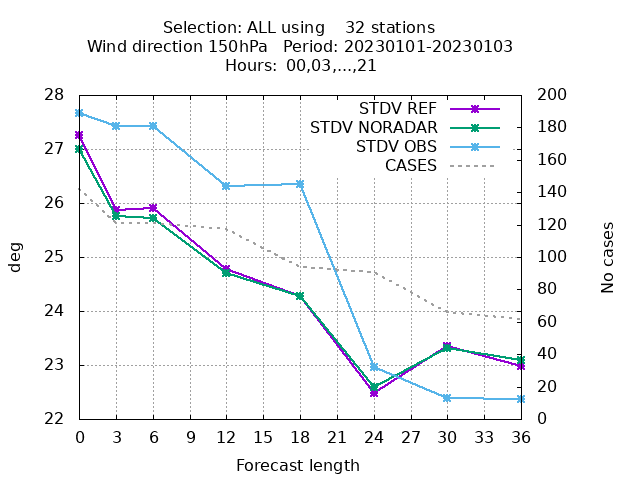 Selection: ALL using    32 stations
Wind direction 150hPa   Period: 20230101-20230103
Hours:  00,03,...,21
28
27
26
25
24
23
22
200
180
160
140
120
100
80
60
40
20
0
STDV REF
STDV NORADAR
STDV OBS
CASES
deg
No cases
0 3 6 9 12 15 18 21 24 27 30 33 36
Forecast length